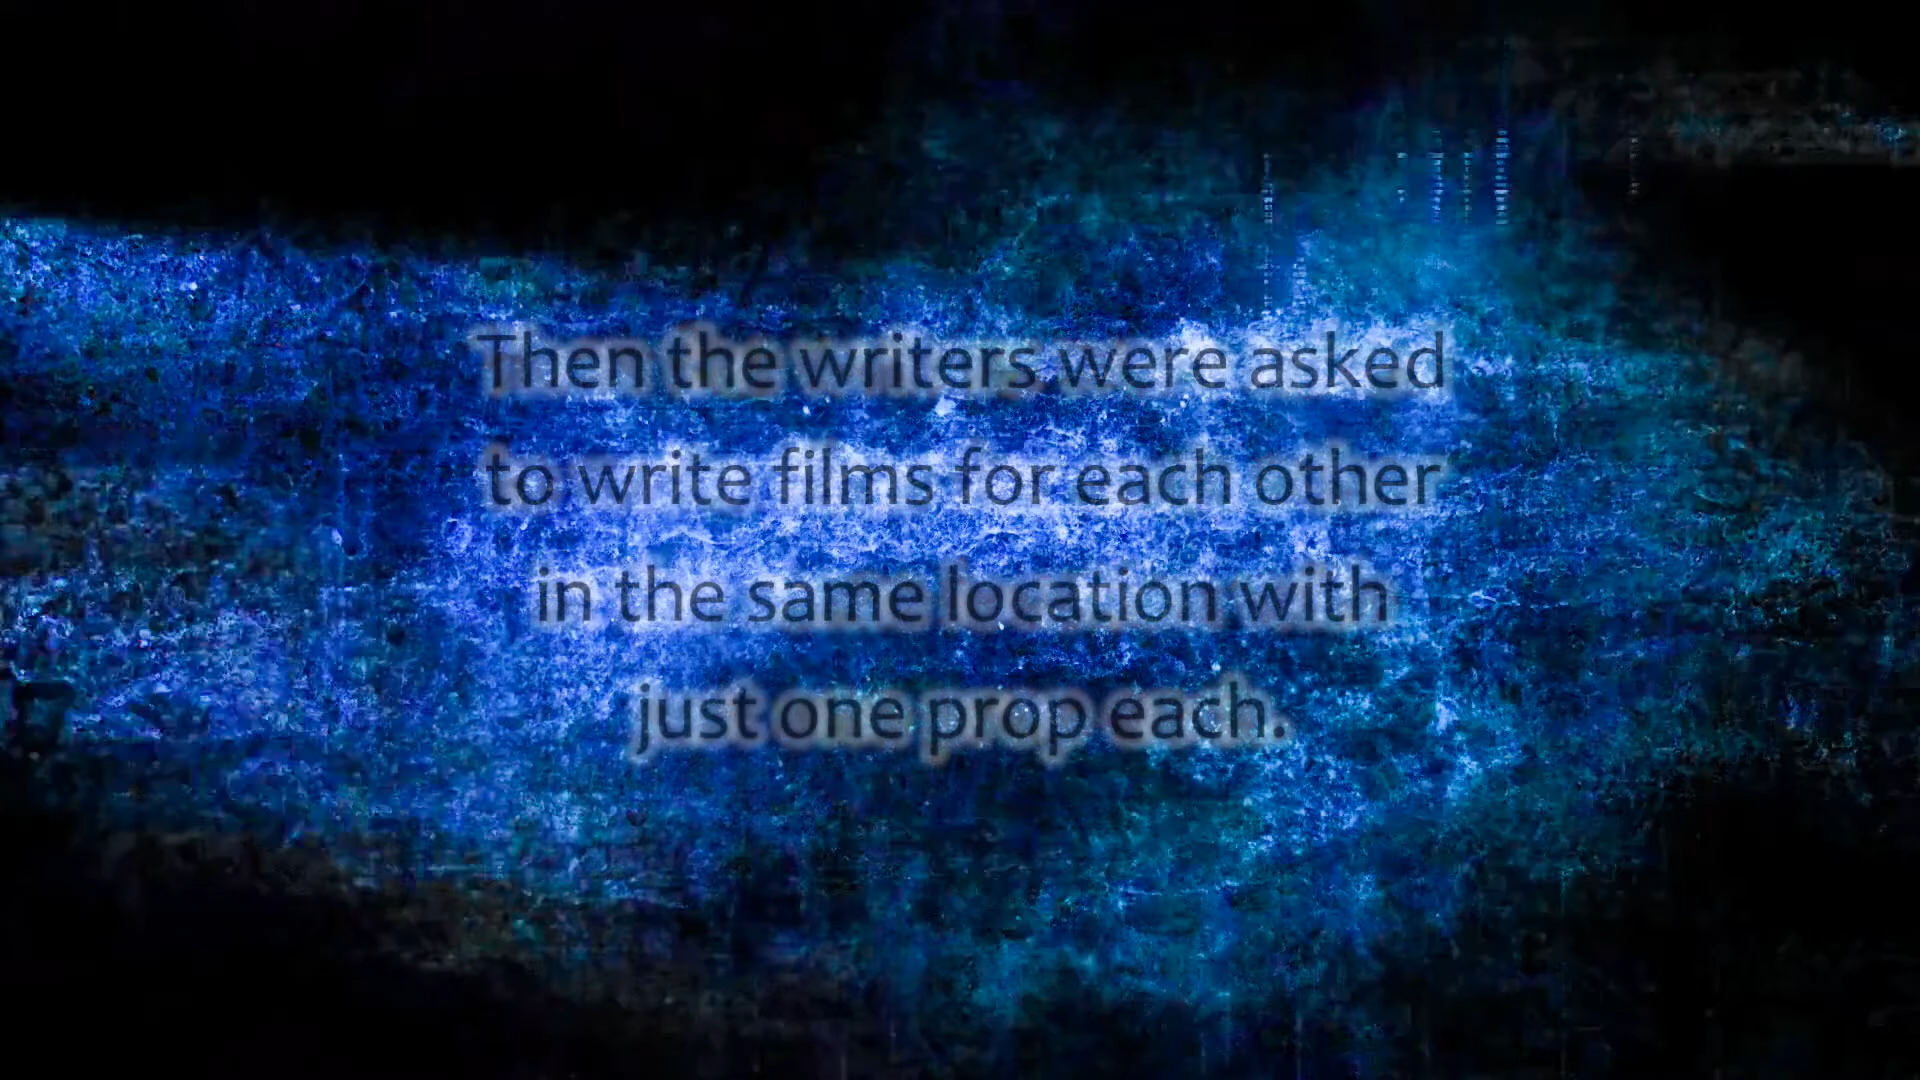 Then the writers were asked
to write films for each other
in the same location with
just one prop each.